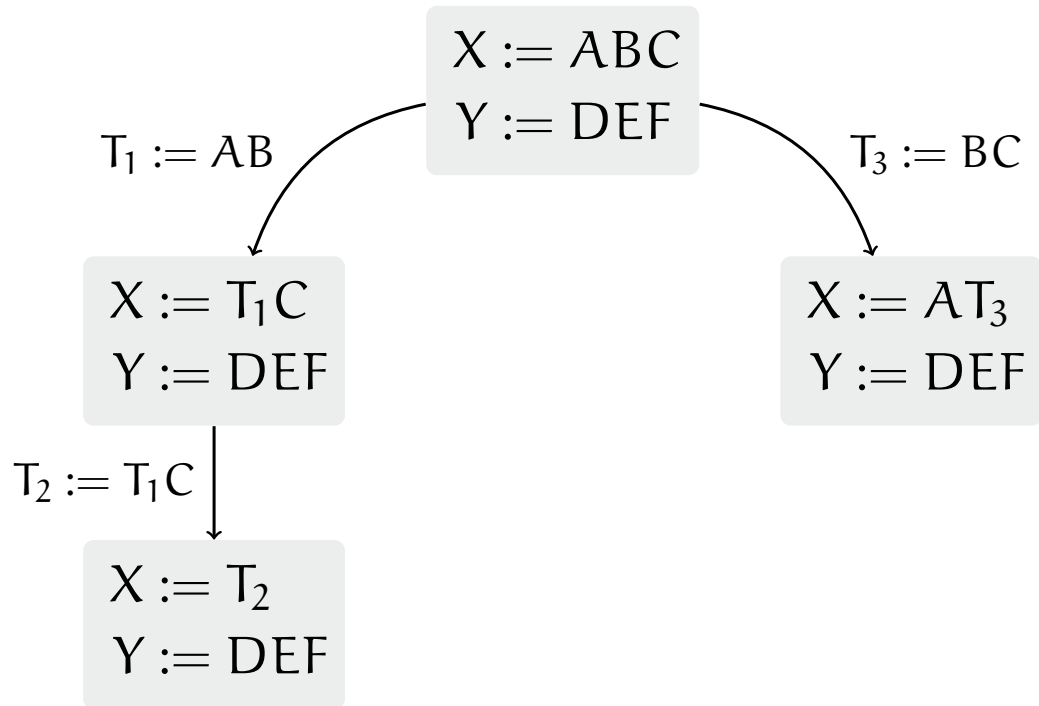 X := ABC
Y := DEF
T₁ := AB
T₃ := BC
X := T₁C
Y := DEF
X := AT₃
Y := DEF
T₂ := T₁C
X := T₂
Y := DEF